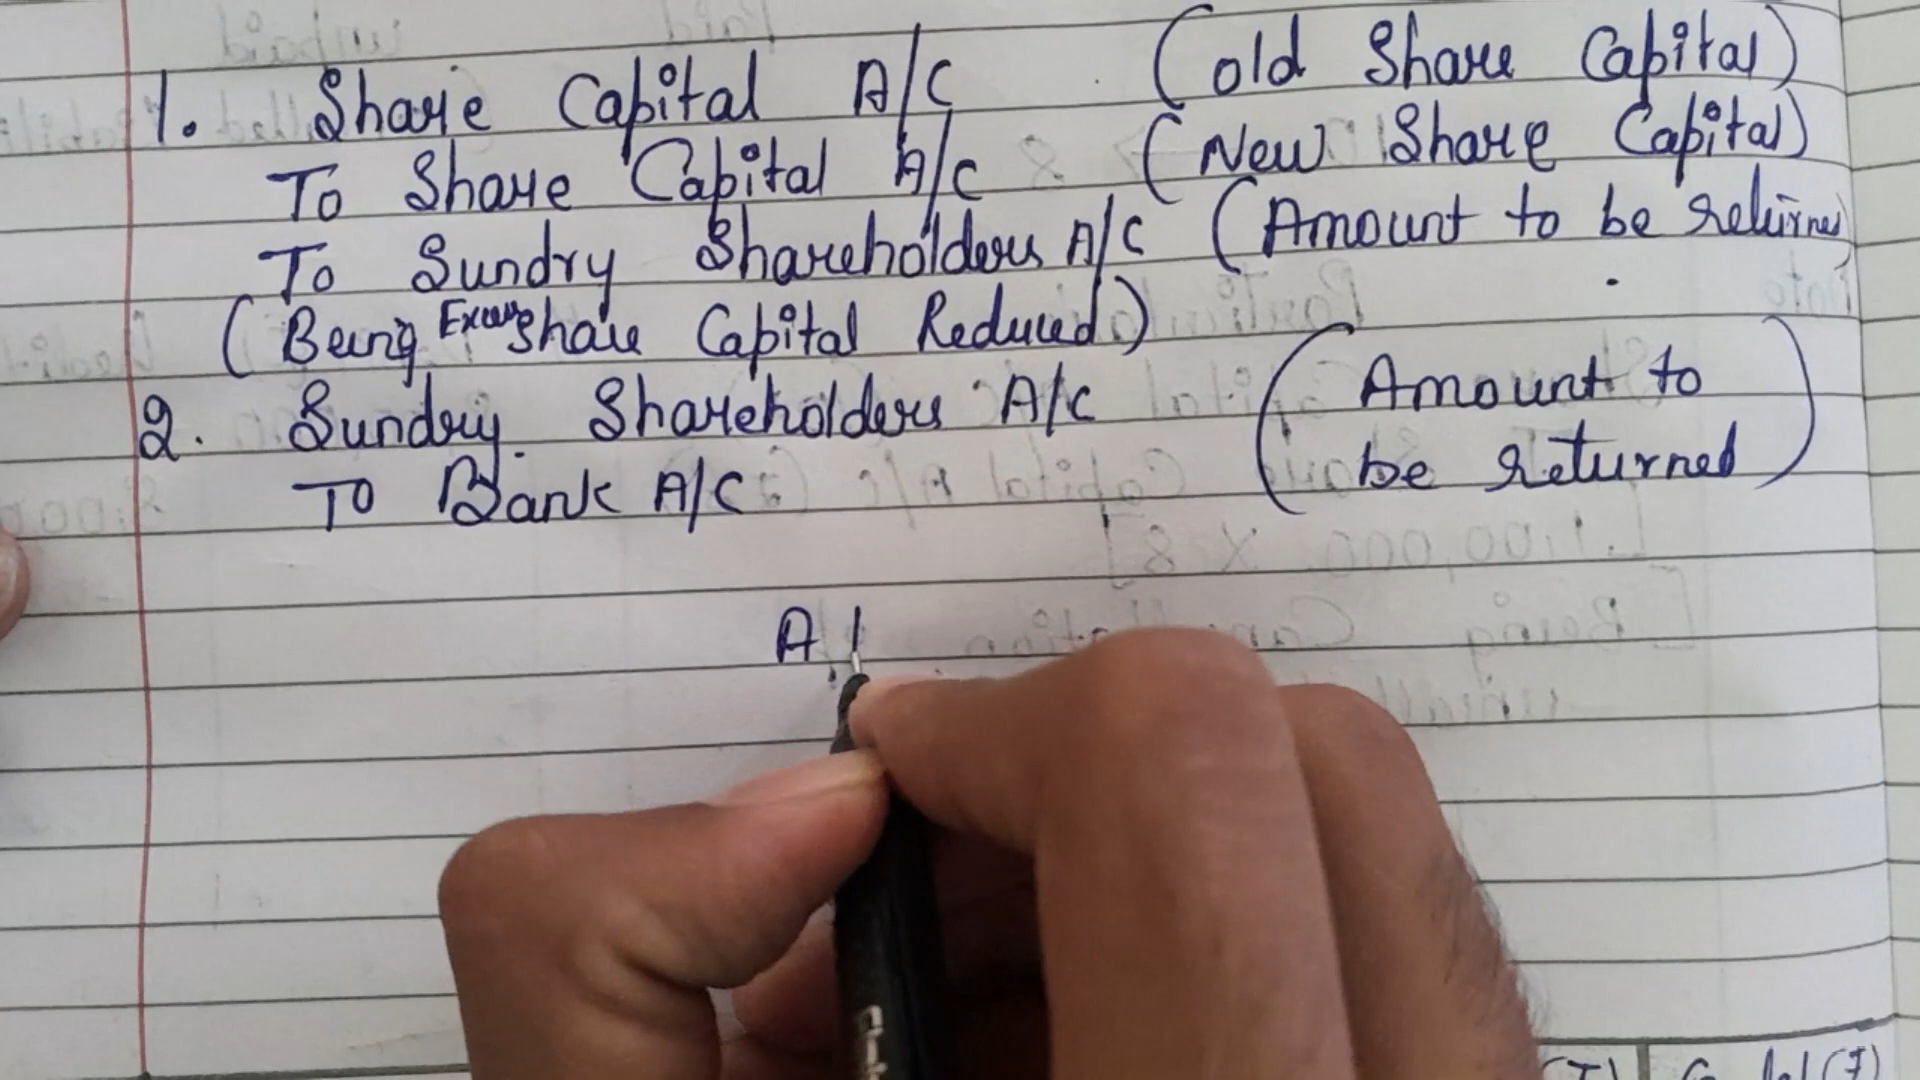 1. Share Capital A/C (old Share Capital)
To Share Capital A/C (New Share Capital)
To Sundry Shareholders A/C (Amount to be returned
(Being Excess Share Capital Reduced)
2. Sundry Shareholders A/C (Amount to be returned)
To Bank A/C
A/